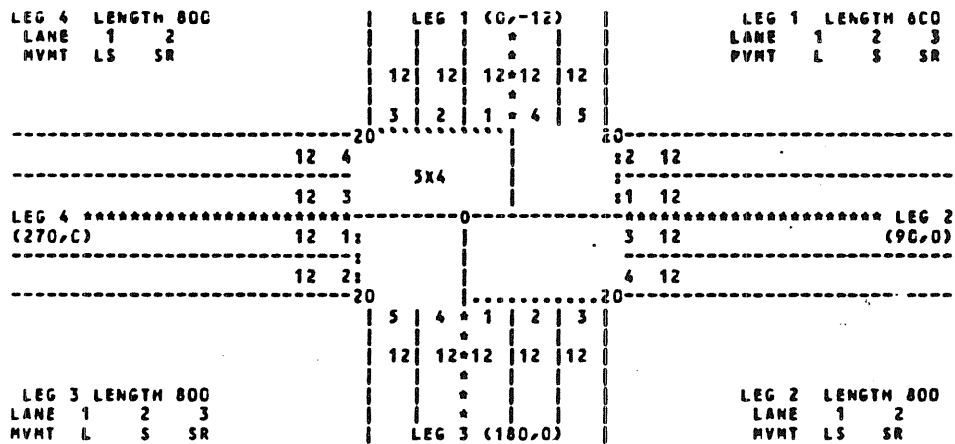 LEG 4 LENGTH 800 LEG 1 (0,-12) LEG 1 LENGTH 600
LANE 1 2 LANE 1 2 3
MVMT LS SR MVMT L S SR
12 12 12 12 12
3 2 1 4 5
20 20
12 4 2 12
5X4
12 3 1 12
LEG 4 0 LEG 2
(270,0) 12 1 3 12 (90,0)
12 2 4 12
20 20
5 4 1 2 3
12 12 12 12 12
LEG 3 LENGTH 800 LEG 2 LENGTH 800
LANE 1 2 3 LANE 1 2
MVMT L S SR LEG 3 (180,0) MVMT LS SR